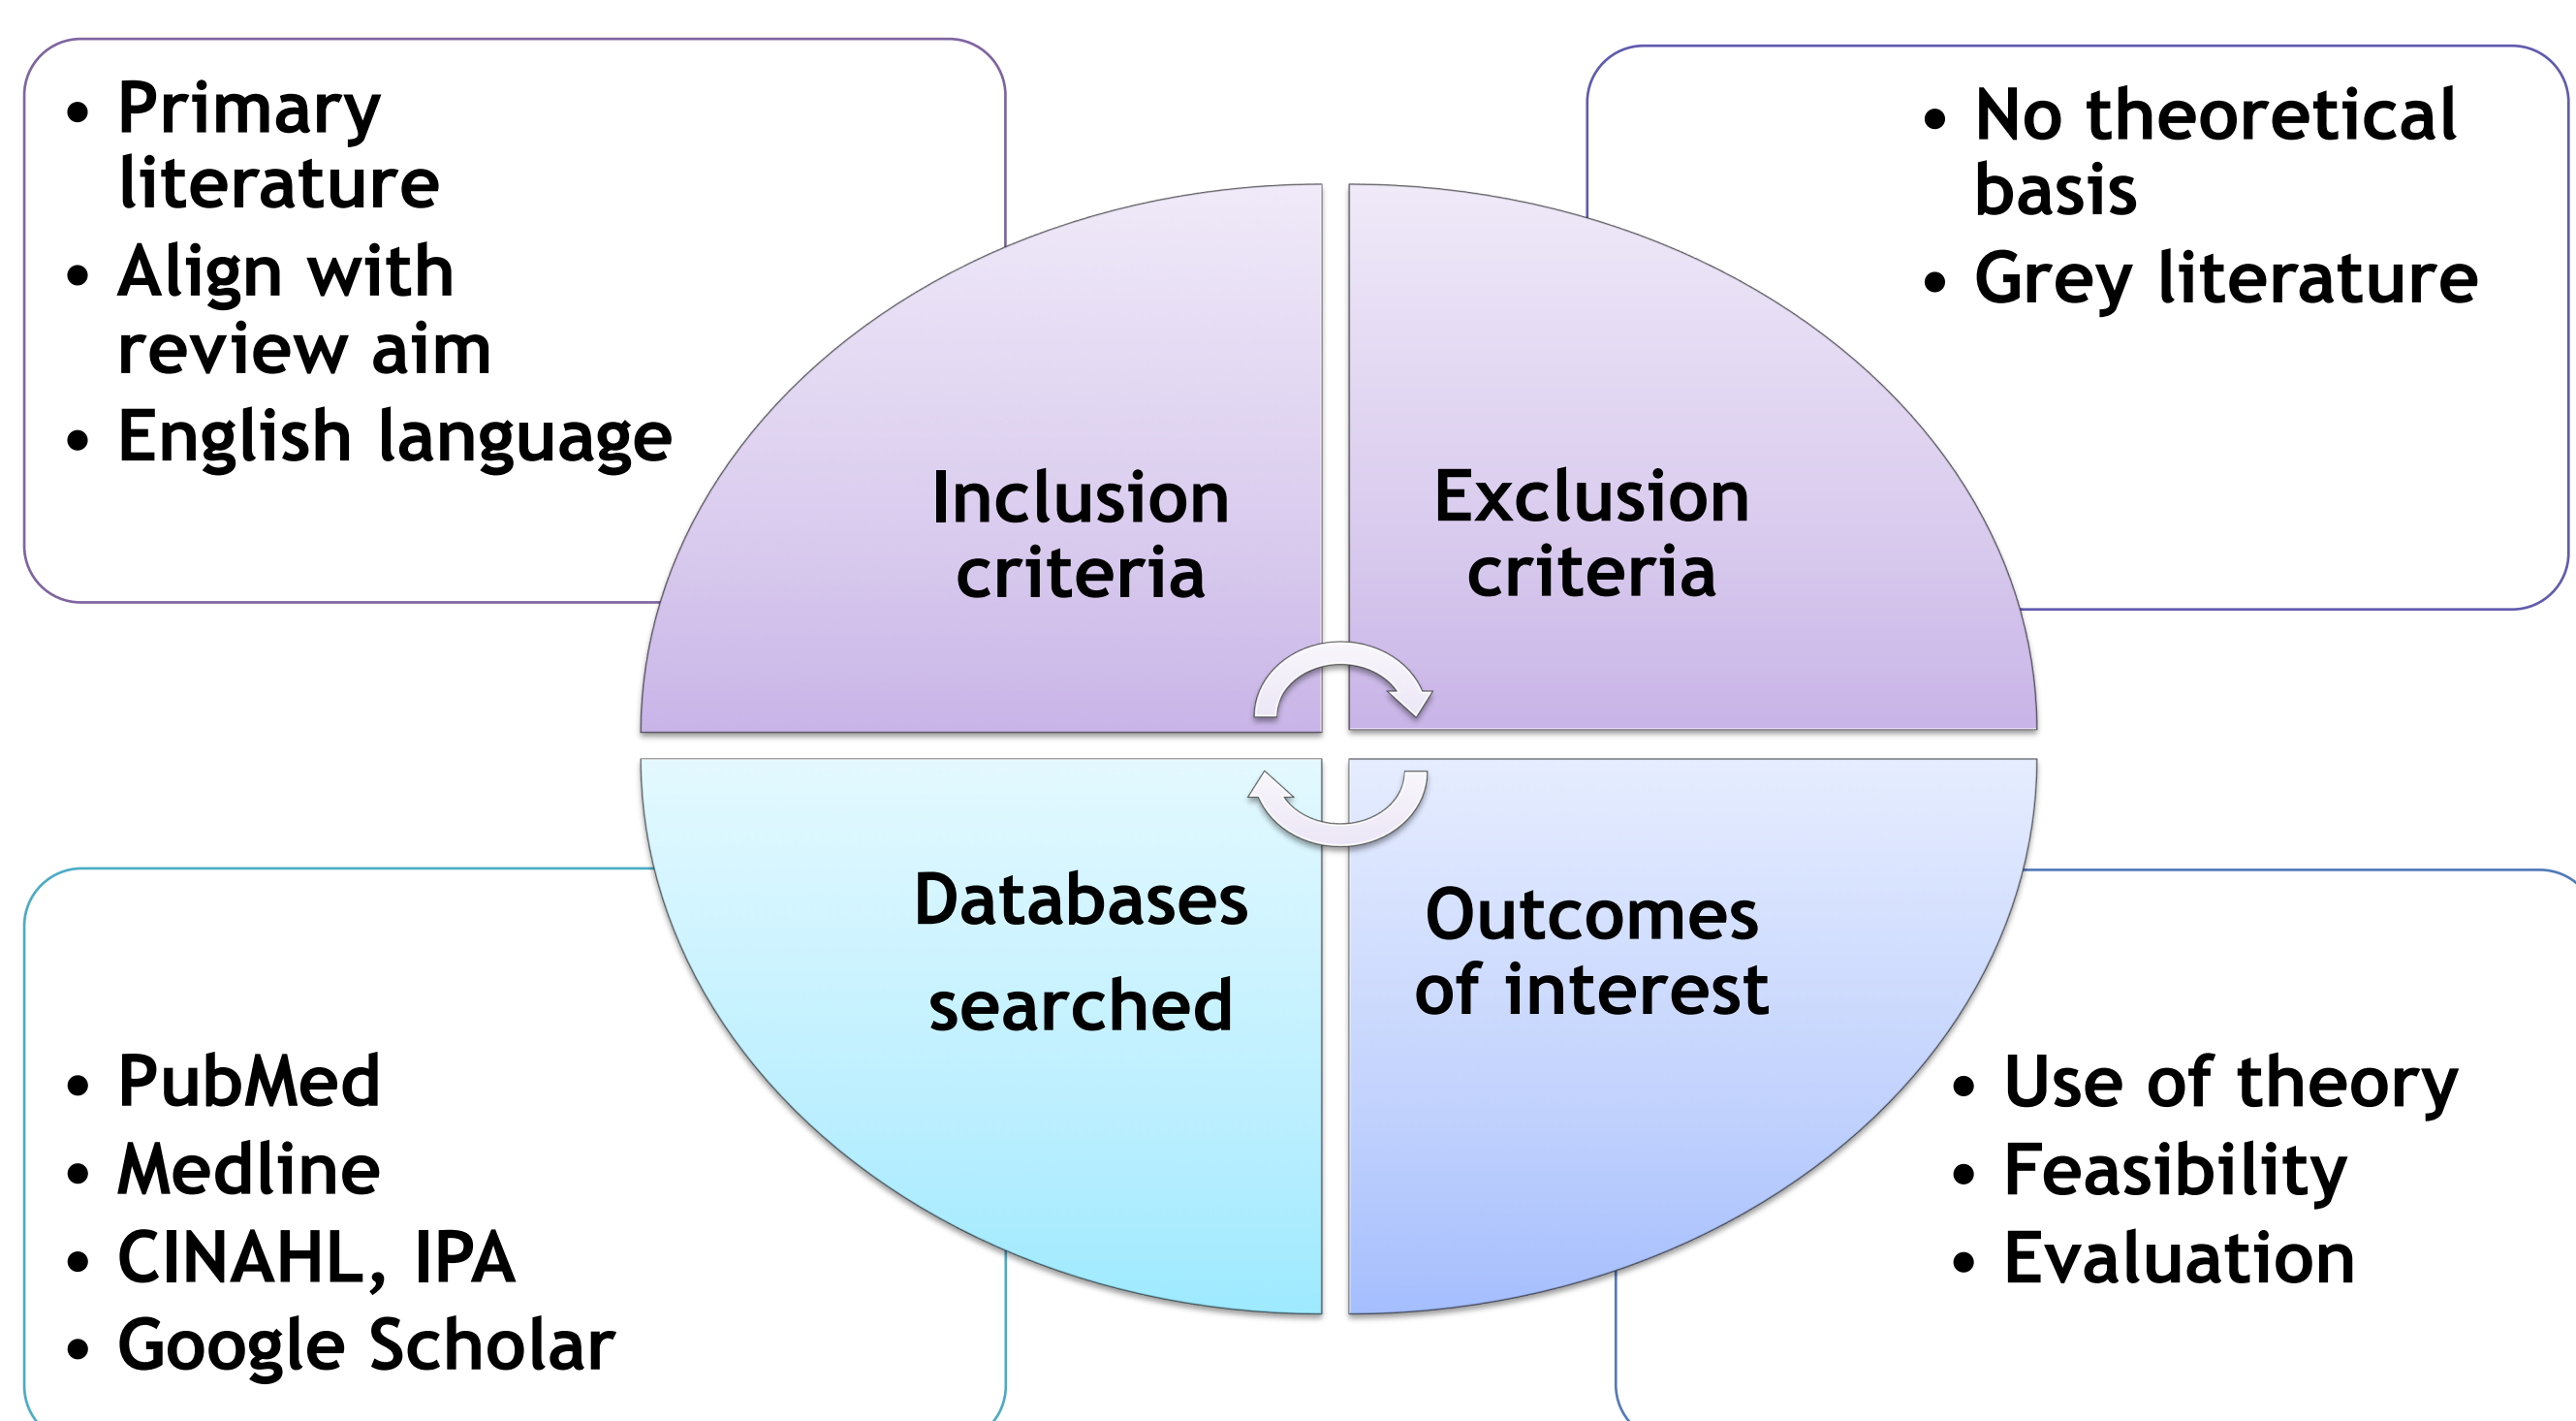 • Primary
literature
• Align with
review aim
• English language
Inclusion
criteria
• No theoretical
basis
• Grey literature
Exclusion
criteria
Databases
searched
• PubMed
• Medline
• CINAHL, IPA
• Google Scholar
Outcomes
of interest
• Use of theory
• Feasibility
• Evaluation